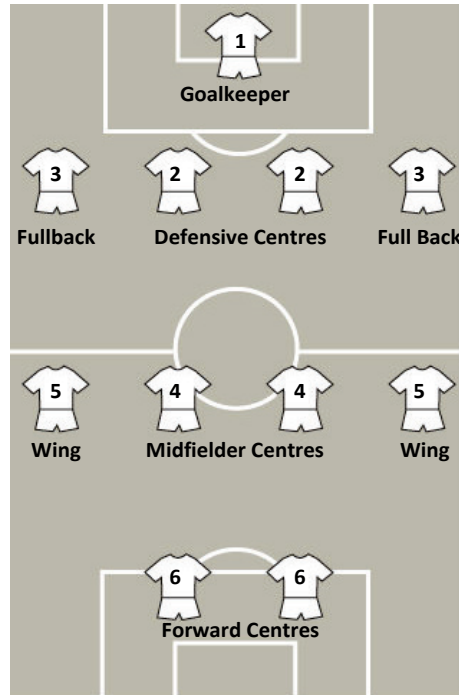 1
Goalkeeper
3 2 2 3
Fullback Defensive Centres Full Back
5 4 4 5
Wing Midfielder Centres Wing
6 6
Forward Centres